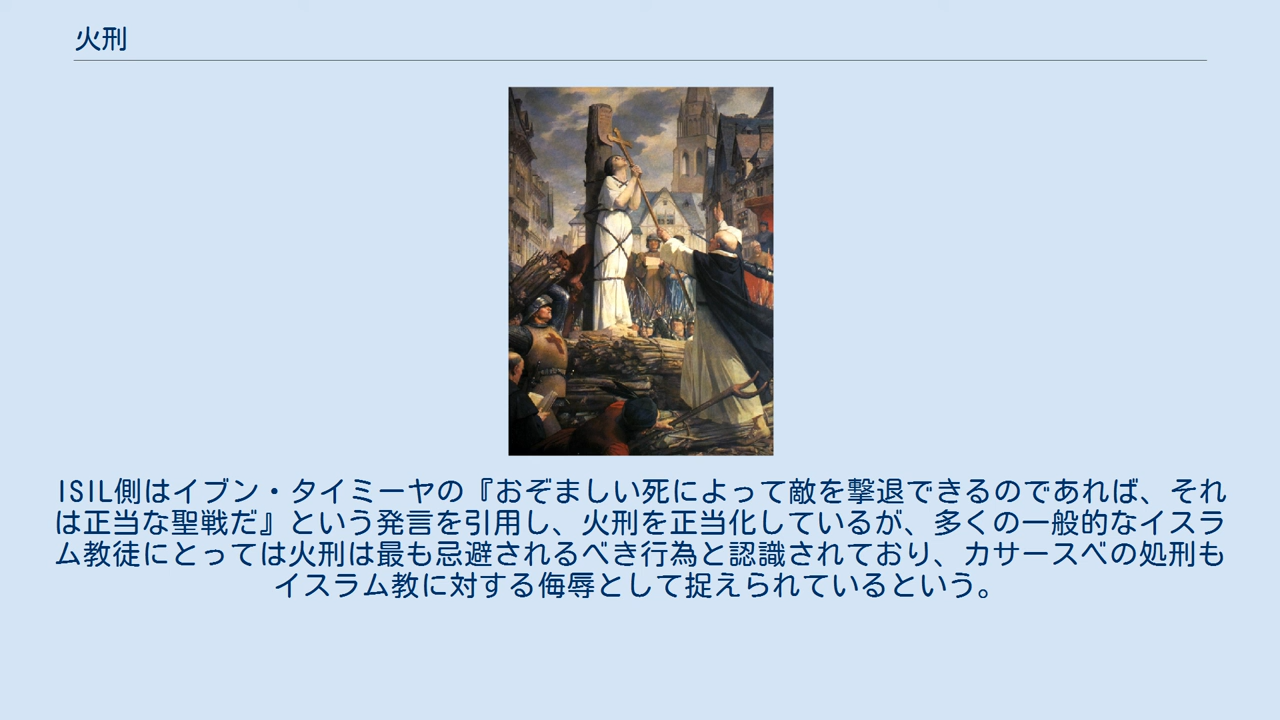 火刑
ISIL側はイブン・タイミーヤの『おぞましい死によって敵を撃退できるのであれば、それ
は正当な聖戦だ』という発言を引用し、火刑を正当化しているが、多くの一般的なイスラ
ム教徒にとっては火刑は最も忌避されるべき行為と認識されており、カサースベの処刑も
イスラム教に対する侮辱として捉えられているという。